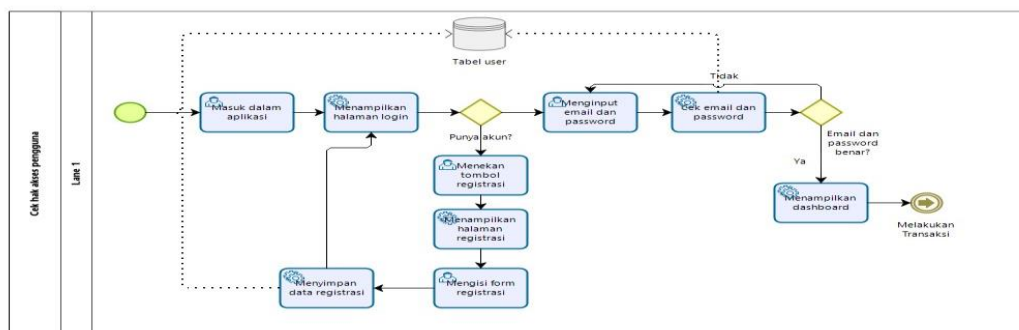 Cek hak akses pengguna
Lane 1
Tabel user
Masuk dalam
aplikasi
Menampilkan
halaman login
Punya akun?
Menginput
email dan
password
Tidak
Cek email dan
password
Email dan
password
benar?
Ya
Menekan
tombol
registrasi
Menampilkan
halaman
registrasi
Mengisi form
registrasi
Menyimpan
data registrasi
Menampilkan
dashboard
Melakukan
Transaksi